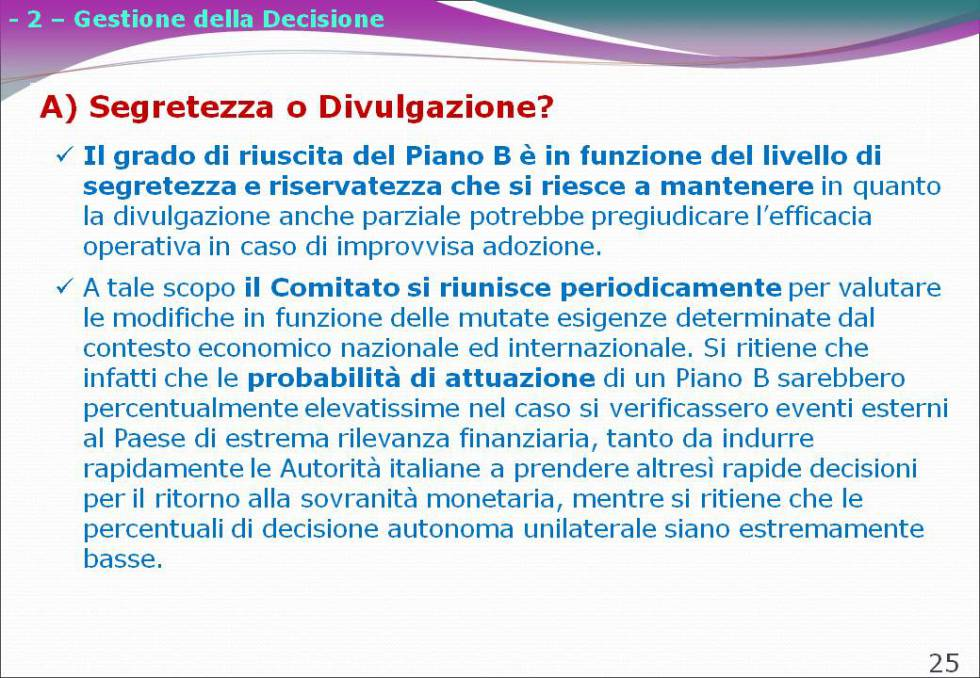 - 2 – Gestione della Decisione
A) Segretezza o Divulgazione?
✓ Il grado di riuscita del Piano B è in funzione del livello di
segretezza e riservatezza che si riesce a mantenere in quanto
la divulgazione anche parziale potrebbe pregiudicare l’efficacia
operativa in caso di improvvisa adozione.
✓ A tale scopo il Comitato si riunisce periodicamente per valutare
le modifiche in funzione delle mutate esigenze determinate dal
contesto economico nazionale ed internazionale. Si ritiene che
infatti che le probabilità di attuazione di un Piano B sarebbero
percentualmente elevatissime nel caso si verificassero eventi esterni
al Paese di estrema rilevanza finanziaria, tanto da indurre
rapidamente le Autorità italiane a prendere altresì rapide decisioni
per il ritorno alla sovranità monetaria, mentre si ritiene che le
percentuali di decisione autonoma unilaterale siano estremamente
basse.
25